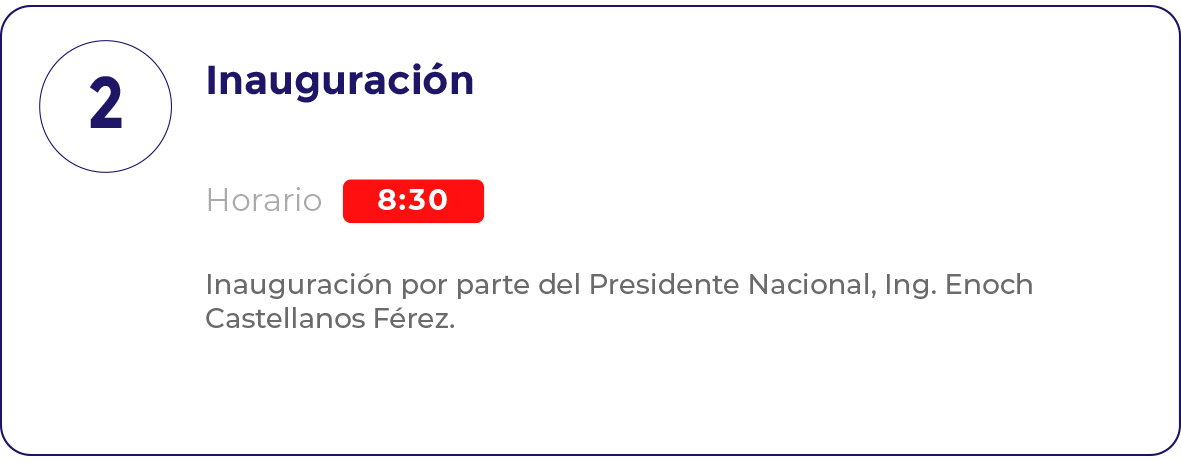 2
Inauguración
Horario 8:30
Inauguración por parte del Presidente Nacional, Ing. Enoch
Castellanos Férez.